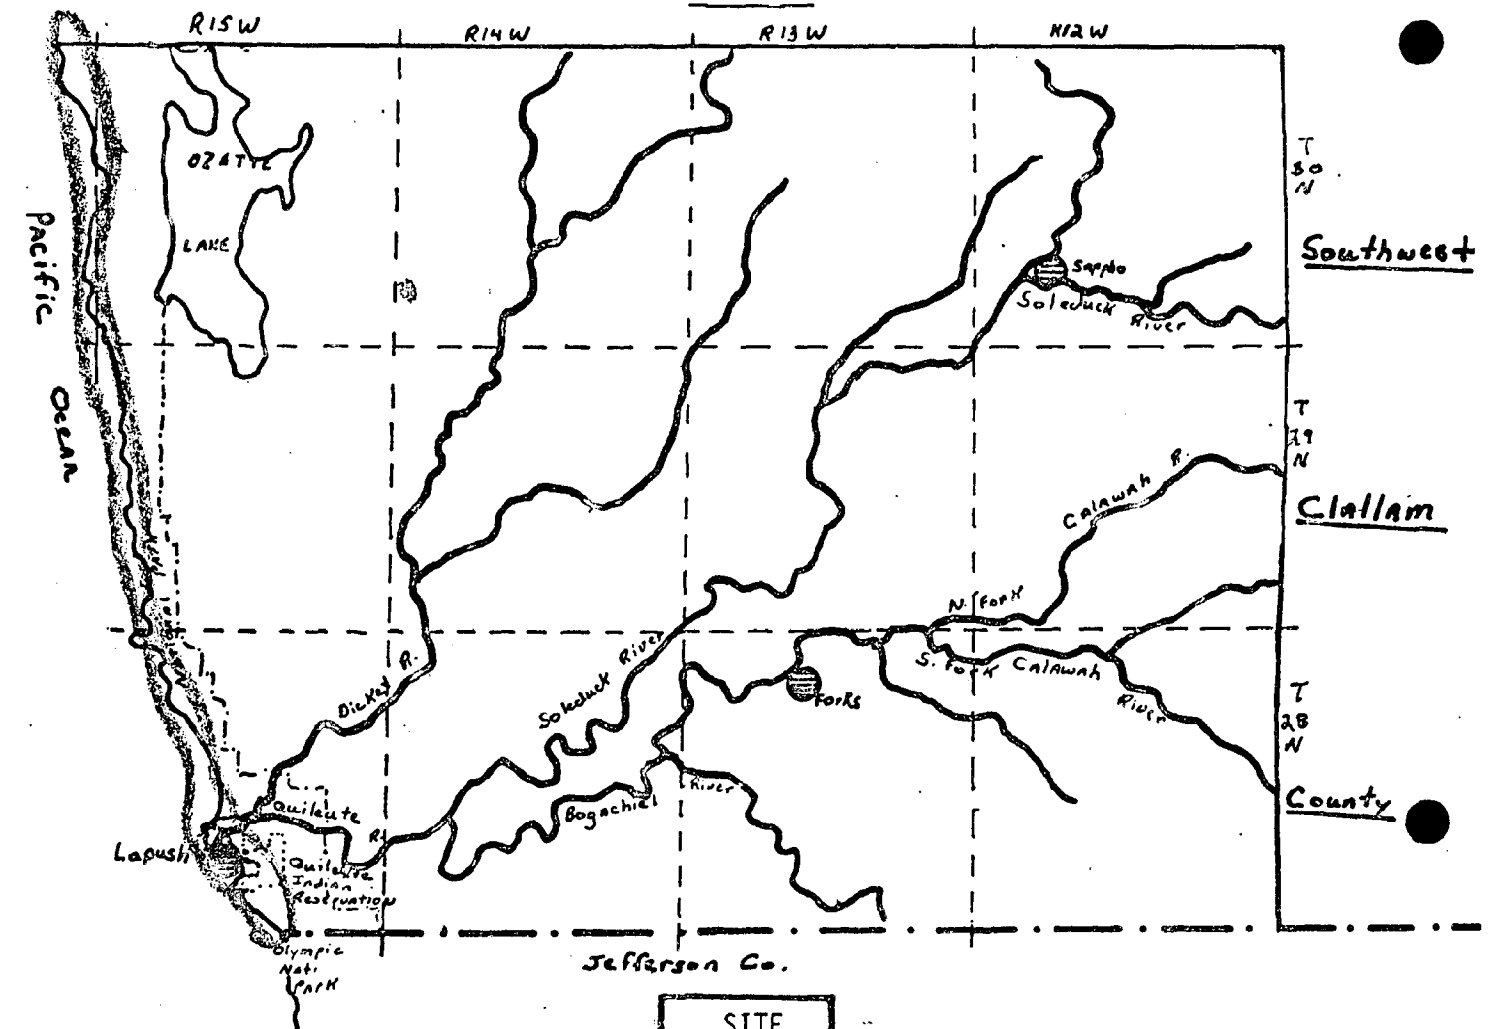 R15W
R14W
R13W
R12W
T
30
N
OZATTE
LAKE
Pacific
Ocean
Southwest
Sappho
Soleduck
River
T
29
N
Calawah R.
Clallam
N. Fork
S. Fork Calawah
River
Dickey R.
Soleduck River
Forks
T
28
N
County
Quileute
R.
Bogachiel
River
Lapush
Quileute
Indian
Reservation
Olympic
Natl
Park
Jefferson Co.
SITE